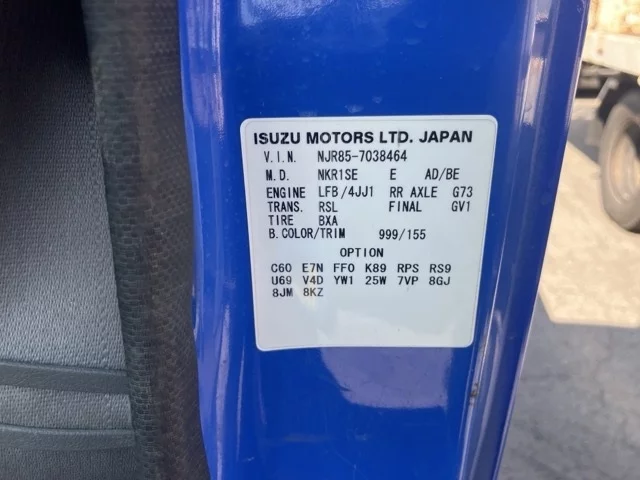 ISUZU MOTORS LTD. JAPAN
V.I.N. NJR85-7038464
M.D. NKR1SE E AD/BE
ENGINE LFB/4JJ1 RR AXLE G73
TRANS. RSL FINAL GV1
TIRE BXA
B.COLOR/TRIM 999/155
OPTION
C60 E7N FFO K89 RPS RS9
U69 V4D YW1 25W 7VP 8GJ
8JM 8KZ